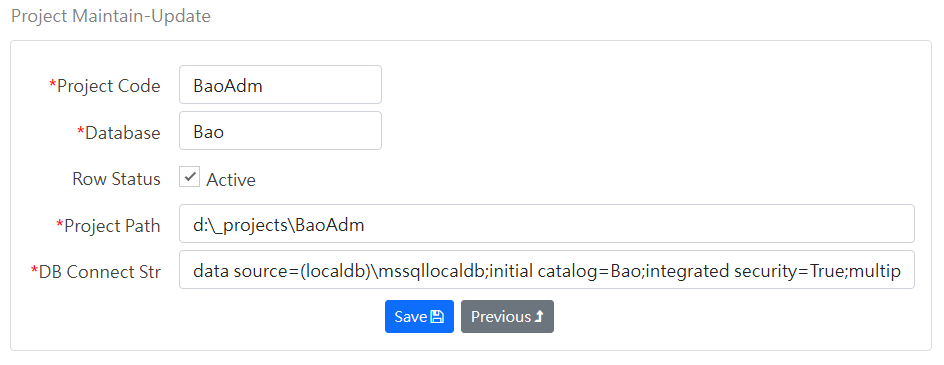 Project Maintain-Update
*Project Code BaoAdm
*Database Bao
Row Status Active
*Project Path d:\_projects\BaoAdm
*DB Connect Str data source=(localdb)\mssqllocaldb;initial catalog=Bao;integrated security=True;multip
Save Previous